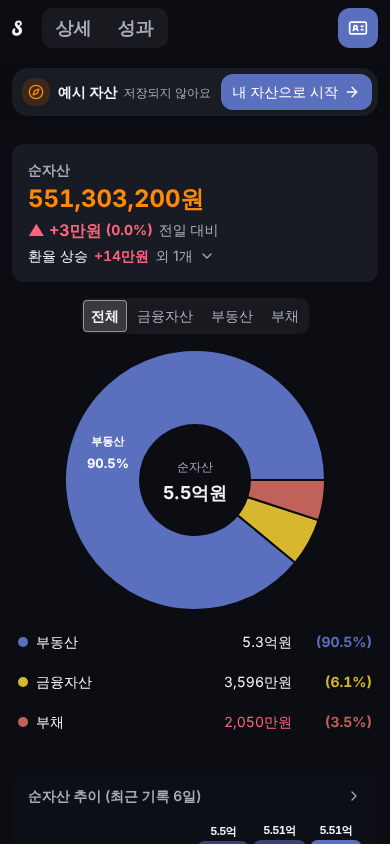 S
상세 성과
예시 자산 저장되지 않아요 내 자산으로 시작 →
순자산
551,303,200원
▲ +3만원 (0.0%) 전일 대비
환율 상승 +14만원 외 1개
전체 금융자산 부동산 부채
부동산
90.5%
순자산
5.5억원
부동산 5.3억원 (90.5%)
금융자산 3,596만원 (6.1%)
부채 2,050만원 (3.5%)
순자산 추이 (최근 기록 6일)
5.5억 5.51억 5.51억